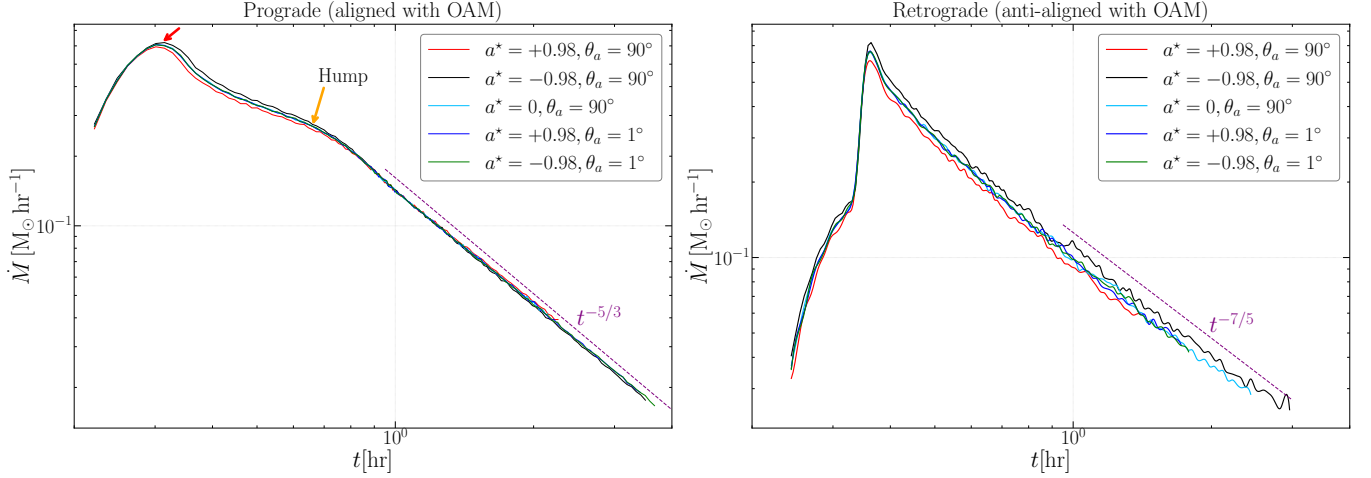 Prograde (aligned with OAM)
Ṁ [M⊙ hr⁻¹]
10⁻¹
Hump
a⋆ = +0.98, θₐ = 90°
a⋆ = −0.98, θₐ = 90°
a⋆ = 0, θₐ = 90°
a⋆ = +0.98, θₐ = 1°
a⋆ = −0.98, θₐ = 1°
t⁻⁵/³
10⁰
t[hr]
Retrograde (anti-aligned with OAM)
Ṁ [M⊙ hr⁻¹]
10⁻¹
a⋆ = +0.98, θₐ = 90°
a⋆ = −0.98, θₐ = 90°
a⋆ = 0, θₐ = 90°
a⋆ = +0.98, θₐ = 1°
a⋆ = −0.98, θₐ = 1°
t⁻⁷/⁵
10⁰
t[hr]